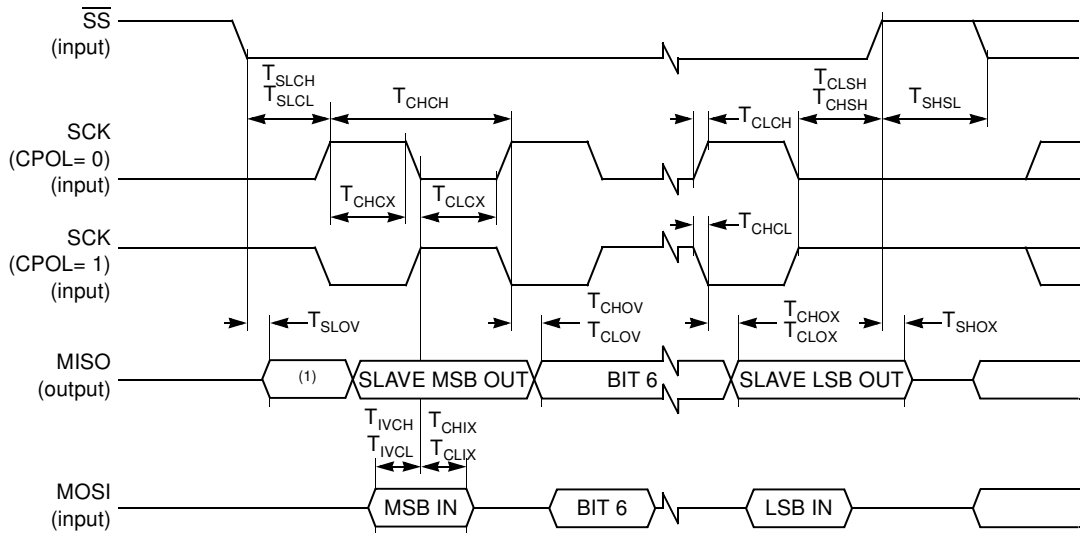 SS
(input)
T_SLCH
T_SLCL
T_CHCH
T_CLSH
T_CHSH
T_SHSL
T_CLCH
SCK
(CPOL= 0)
(input)
T_CHCX
T_CLCX
T_CHCL
SCK
(CPOL= 1)
(input)
T_SLOV
T_CHOV
T_CLOV
T_CHOX
T_CLOX
T_SHOX
MISO
(output)
(1)
SLAVE MSB OUT
BIT 6
SLAVE LSB OUT
T_IVCH
T_IVCL
T_CHIX
T_CLIX
MOSI
(input)
MSB IN
BIT 6
LSB IN